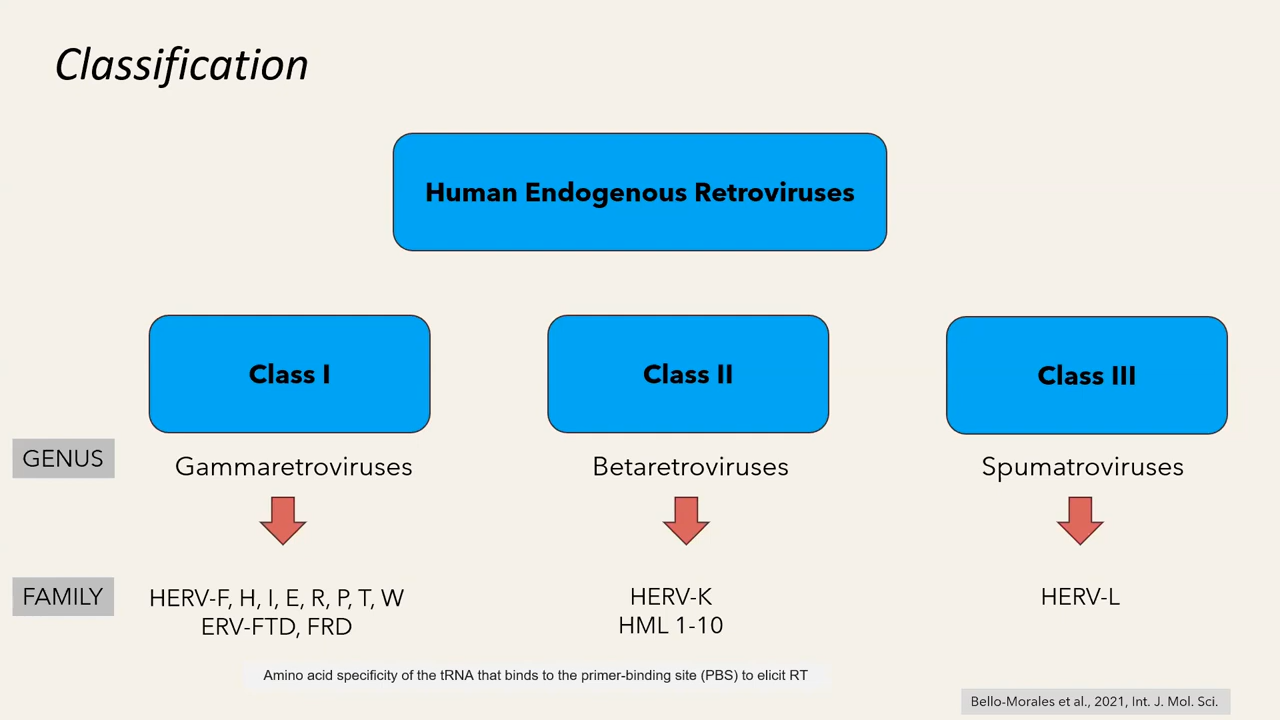 Classification
Human Endogenous Retroviruses
Class I
Class II
Class III
GENUS
Gammaretroviruses
Betaretroviruses
Spumatroviruses
FAMILY
HERV-F, H, I, E, R, P, T, W
ERV-FTD, FRD
HERV-K
HML 1-10
HERV-L
Amino acid specificity of the tRNA that binds to the primer-binding site (PBS) to elicit RT
Bello-Morales et al., 2021, Int. J. Mol. Sci.